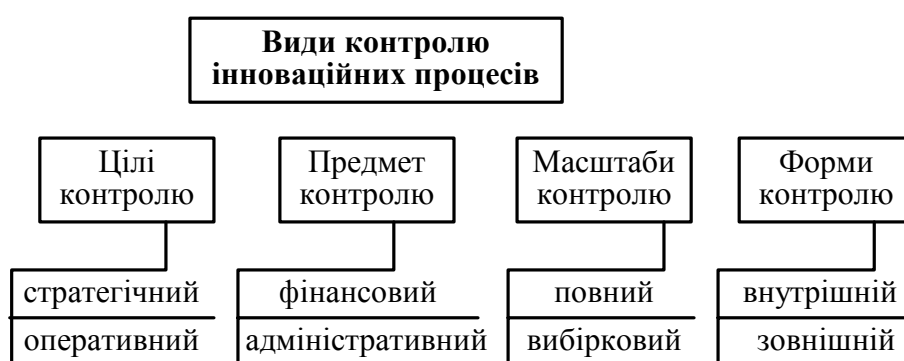 Види контролю
інноваційних процесів
Цілі
контролю
Предмет
контролю
Масштаби
контролю
Форми
контролю
стратегічний
оперативний
фінансовий
адміністративний
повний
вибірковий
внутрішній
зовнішній